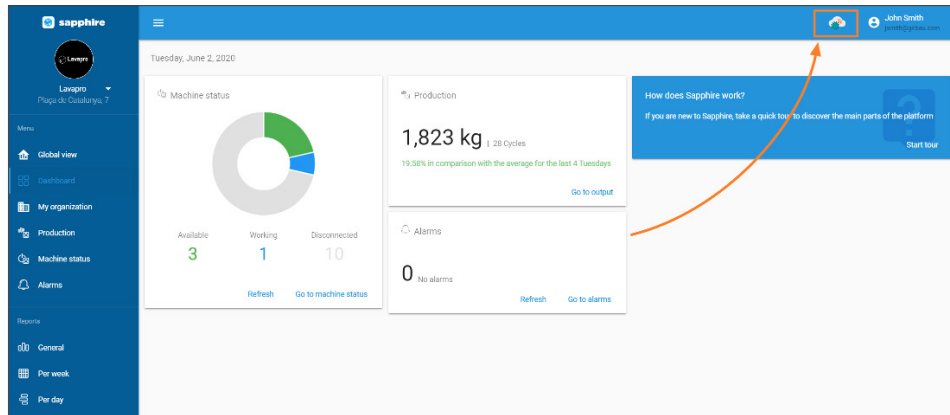 sapphire
John Smith
Lavapro
Lavapro
Plaça de Catalunya, 7
Tuesday, June 2, 2020
Menu
Global view
Dashboard
My organization
Production
Machine status
Alarms
Reports
General
Per week
Per day
Machine status
Available
Working
Disconnected
3
1
10
Refresh
Go to machine status
Production
1,823 kg | 28 Cycles
19.58% in comparison with the average for the last 4 Tuesdays
Go to output
Alarms
0 No alarms
Refresh
Go to alarms
How does Sapphire work?
If you are new to Sapphire, take a quick tour to discover the main parts of the platform
Start tour